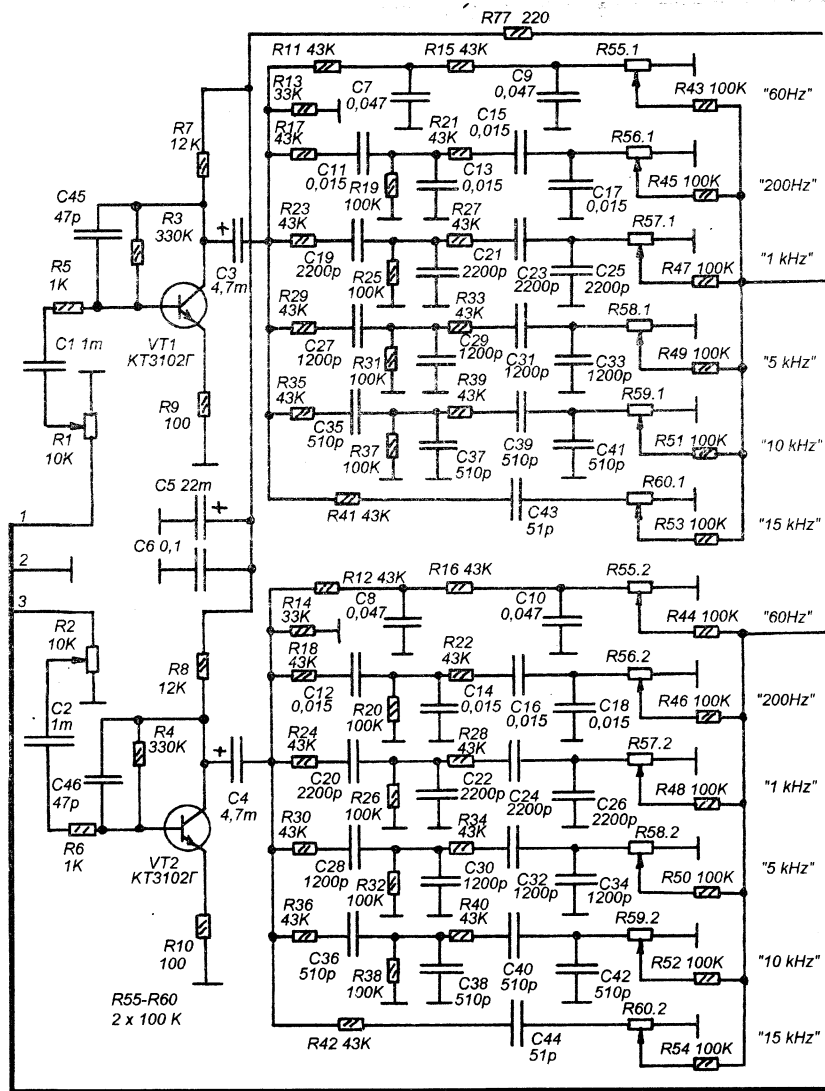 R77 220
R11 43K
R15 43K
R55.1
R13
33K
C7
0,047
C9
0,047
R43 100K
"60Hz"
R7
12 K
R17
43K
R21
43K
C15
0,015
R56.1
C11
0,015
R19
100K
C13
0,015
C17
0,015
R45 100K
"200Hz"
C45
47p
R3
330K
R23
43K
R27
43K
R57.1
C3
4,7m
C19
2200p
R25
100K
C21
2200p
C23
2200p
C25
2200p
R47 100K
"1 kHz"
R5
1K
R29
43K
R33
43K
R58.1
C1 1m
VT1
КТ3102Г
C27
1200p
R31
100K
C29
1200p
C31
1200p
C33
1200p
R49 100K
"5 kHz"
R1
10K
R9
100
R35
43K
R39
43K
R59.1
C35
510p
R37
100K
C37
510p
C39
510p
C41
510p
R51 100K
"10 kHz"
C5 22m
R60.1
1
R41 43K
C43
51p
R53 100K
"15 kHz"
C6 0,1
2
3
R12 43K
R16 43K
R55.2
R14
33K
C8
0,047
C10
0,047
R44 100K
"60Hz"
R2
10K
R8
12K
R18
43K
R22
43K
R56.2
C12
0,015
R20
100K
C14
0,015
C16
0,015
C18
0,015
R46 100K
"200Hz"
C2
1m
R4
330K
R24
43K
R28
43K
R57.2
C46
47p
C4
4,7m
C20
2200p
R26
100K
C22
2200p
C24
2200p
C26
2200p
R48 100K
"1 kHz"
R6
1K
R30
43K
R34
43K
R58.2
VT2
КТ3102Г
C28
1200p
R32
100K
C30
1200p
C32
1200p
C34
1200p
R50 100K
"5 kHz"
R10
100
R36
43K
R40
43K
R59.2
C36
510p
R38
100K
C38
510p
C40
510p
C42
510p
R52 100K
"10 kHz"
R55-R60
2 x 100 K
R60.2
R42 43K
C44
51p
R54 100K
"15 kHz"